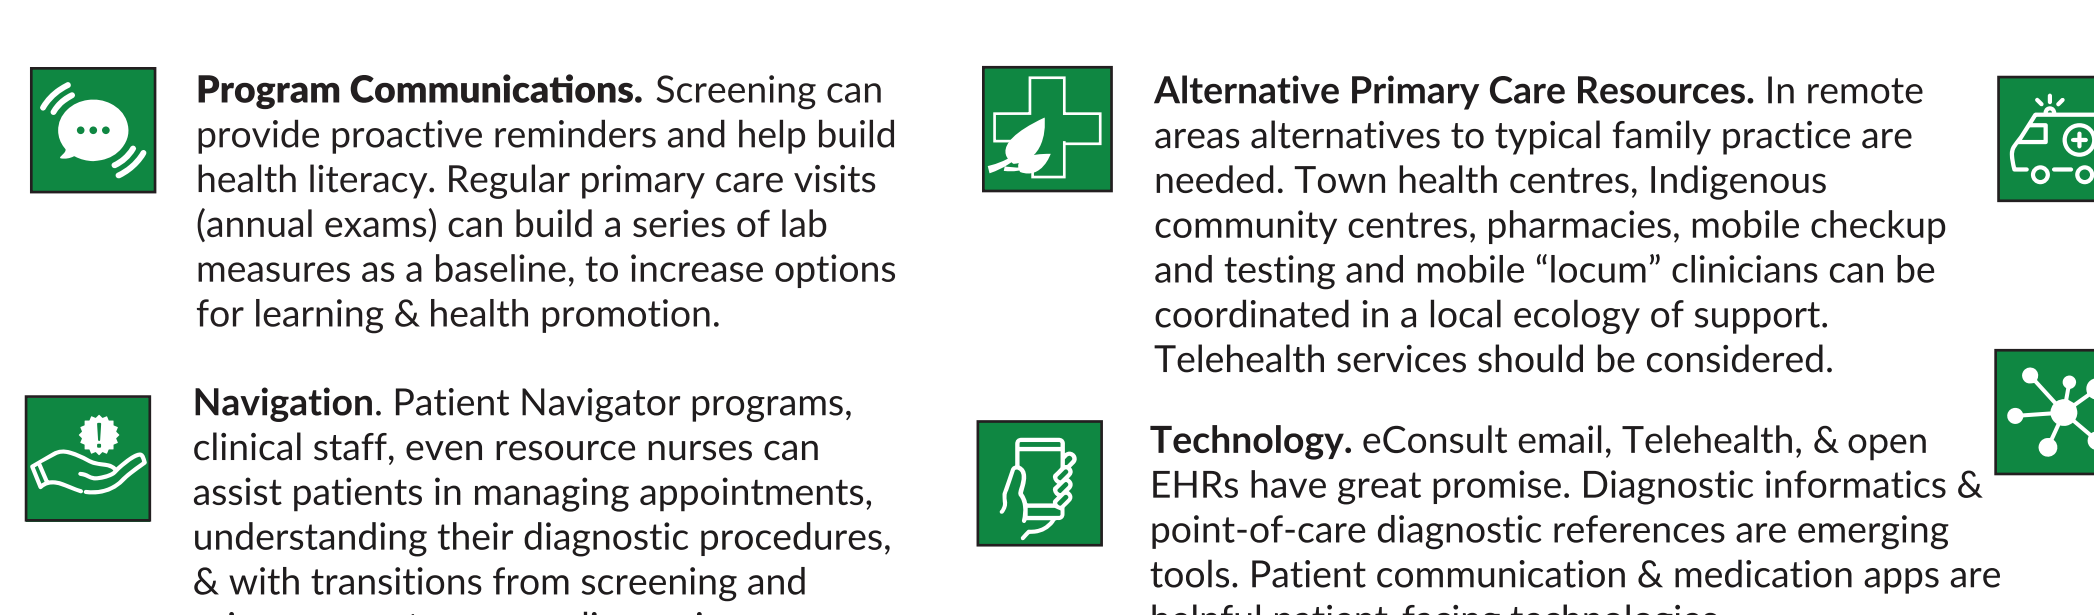 Program Communications. Screening can
provide proactive reminders and help build
health literacy. Regular primary care visits
(annual exams) can build a series of lab
measures as a baseline, to increase options
for learning & health promotion.
Navigation. Patient Navigator programs,
clinical staff, even resource nurses can
assist patients in managing appointments,
understanding their diagnostic procedures,
& with transitions from screening and
Alternative Primary Care Resources. In remote
areas alternatives to typical family practice are
needed. Town health centres, Indigenous
community centres, pharmacies, mobile checkup
and testing and mobile “locum” clinicians can be
coordinated in a local ecology of support.
Telehealth services should be considered.
Technology. eConsult email, Telehealth, & open
EHRs have great promise. Diagnostic informatics &
point-of-care diagnostic references are emerging
tools. Patient communication & medication apps are
helpful patient-facing technologies.